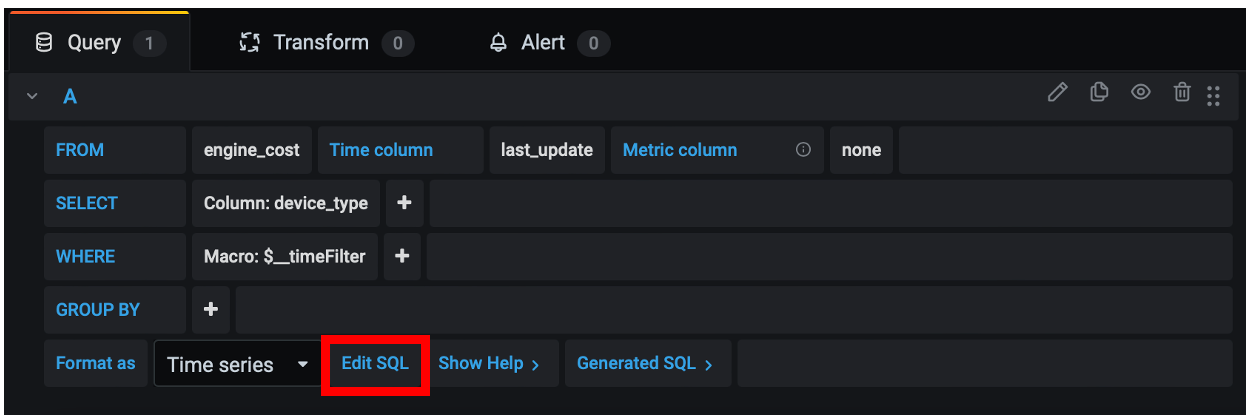 Query 1 Transform 0 Alert 0
A
FROM engine_cost Time column last_update Metric column none
SELECT Column: device_type +
WHERE Macro: $__timeFilter +
GROUP BY +
Format as Time series Edit SQL Show Help > Generated SQL >